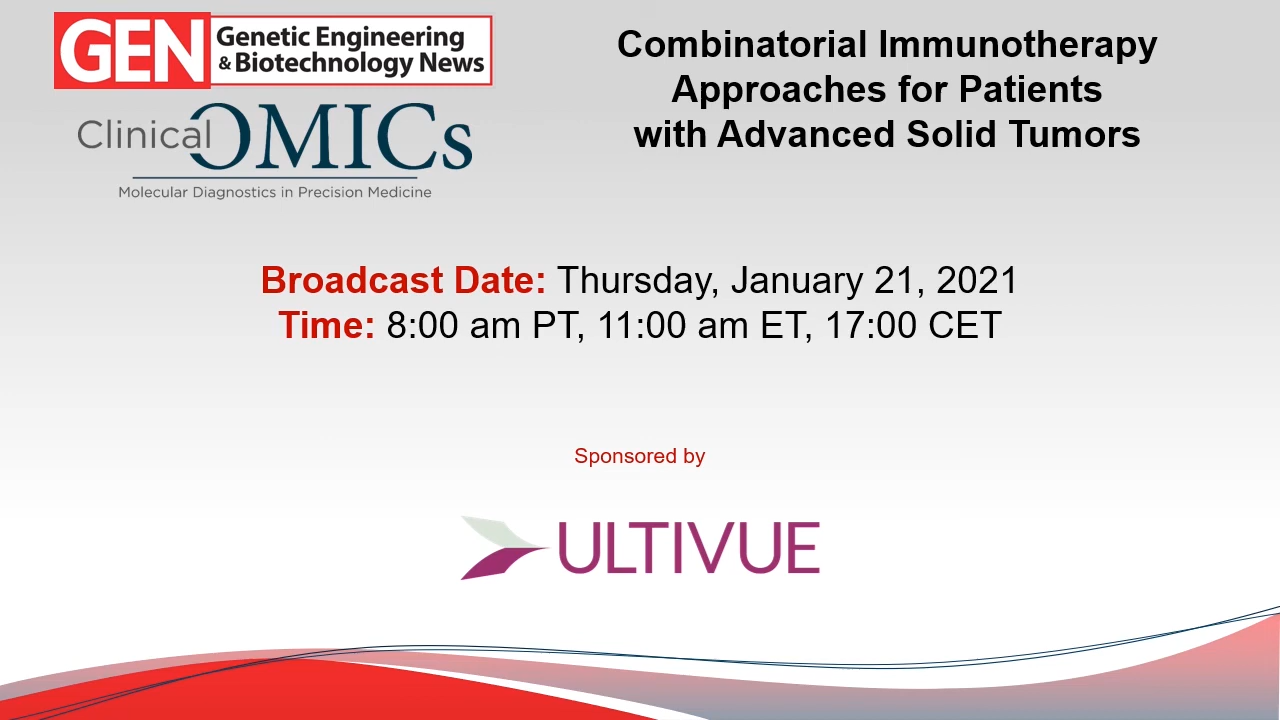 GEN Genetic Engineering
& Biotechnology News
Clinical OMICs
Molecular Diagnostics in Precision Medicine
Combinatorial Immunotherapy
Approaches for Patients
with Advanced Solid Tumors
Broadcast Date: Thursday, January 21, 2021
Time: 8:00 am PT, 11:00 am ET, 17:00 CET
Sponsored by
ULTIVUE